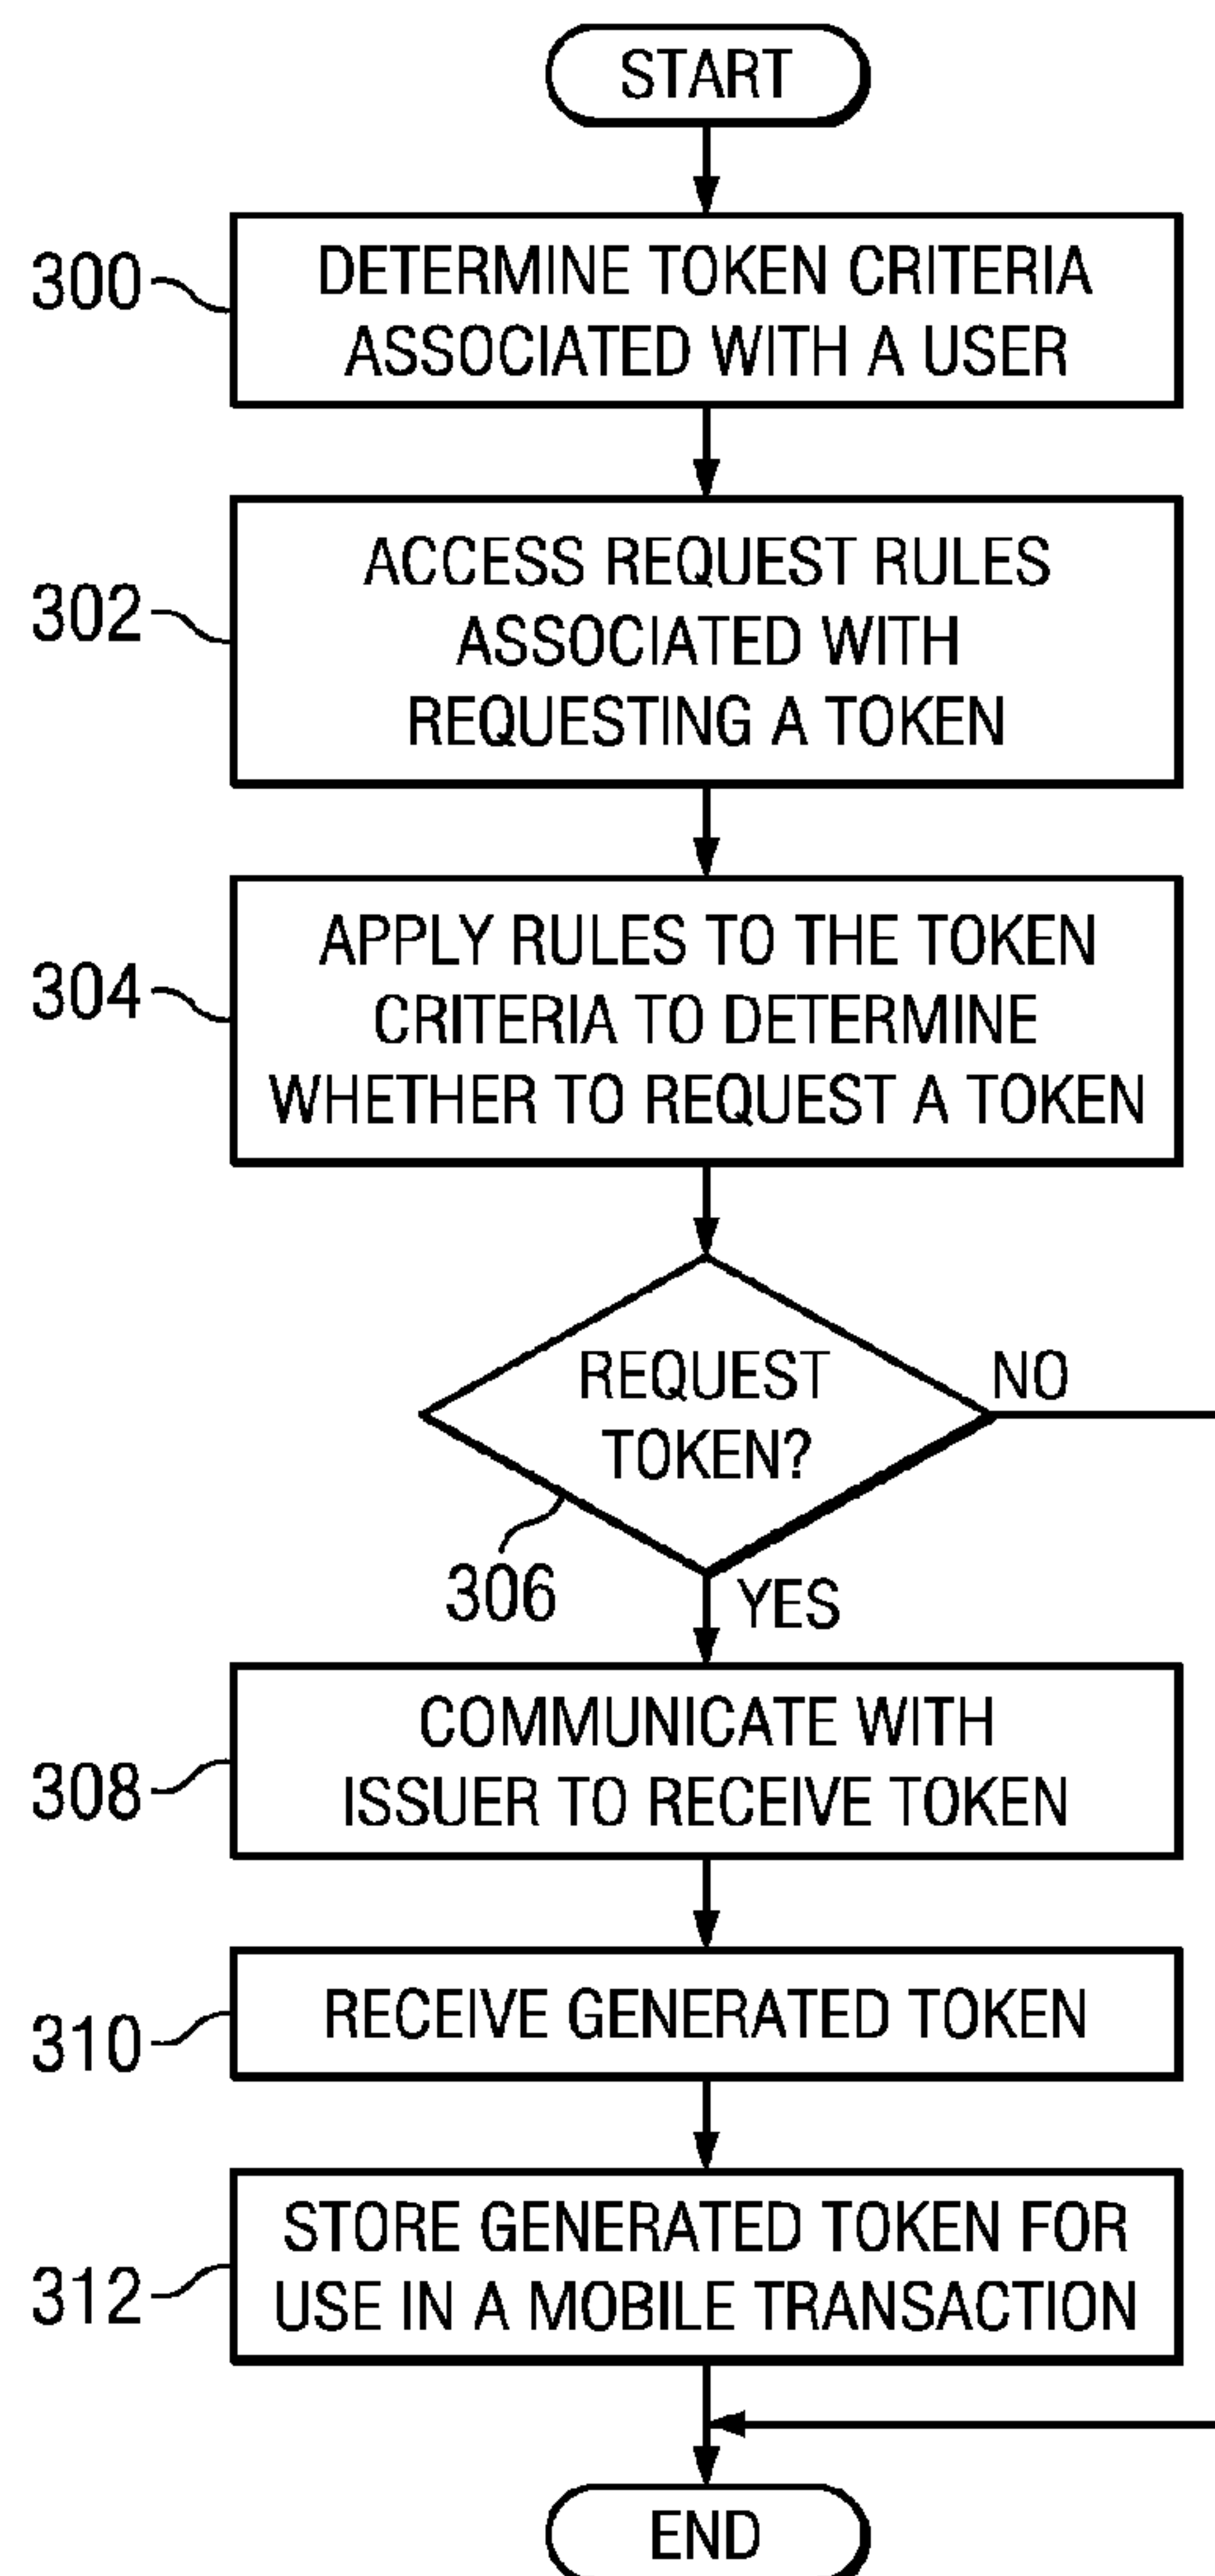 START
300
DETERMINE TOKEN CRITERIA
ASSOCIATED WITH A USER
302
ACCESS REQUEST RULES
ASSOCIATED WITH
REQUESTING A TOKEN
304
APPLY RULES TO THE TOKEN
CRITERIA TO DETERMINE
WHETHER TO REQUEST A TOKEN
REQUEST
TOKEN?
NO
306
YES
308
COMMUNICATE WITH
ISSUER TO RECEIVE TOKEN
310
RECEIVE GENERATED TOKEN
312
STORE GENERATED TOKEN FOR
USE IN A MOBILE TRANSACTION
END